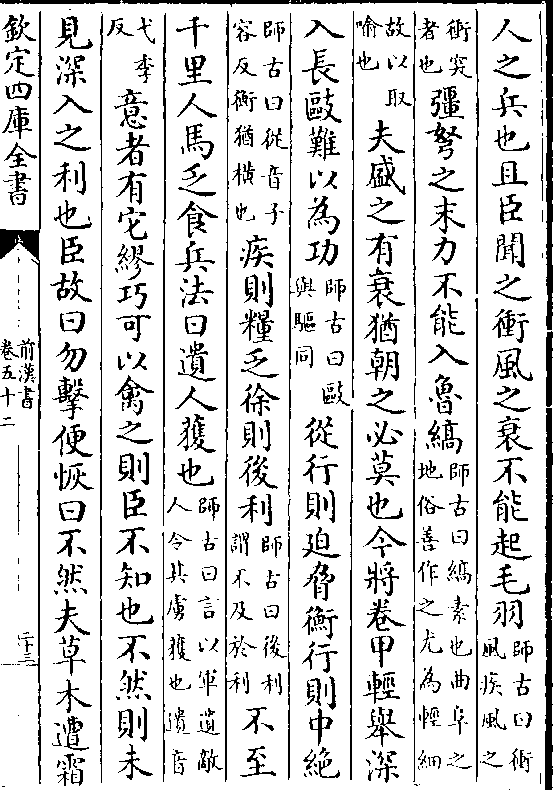 人之兵也且臣聞之衝風之衰不能起毛羽師古曰衝風疾風之
衝突者也彊弩之末力不能入魯縞師古曰縞素也曲阜之地俗善作之尤為輕細
故以取喻也夫盛之有衰猶朝之必莫也今將卷甲輕舉深
入長敺難以為功師古曰敺與驅同從行則迫脅衡行則中絶
師古曰從音子容反衡猶橫也疾則糧乏徐則後利師古曰後利謂不及於利不至
千里人馬乏食兵法曰遺人獲也師古曰言以軍遺敵人令其虜獲也遺音
弋季反意者有它繆巧可以禽之則臣不知也不然則未
見深入之利也臣故曰勿擊便恢曰不然夫草木遭霜
欽定四庫全書
前漢書
卷五十二
二十三